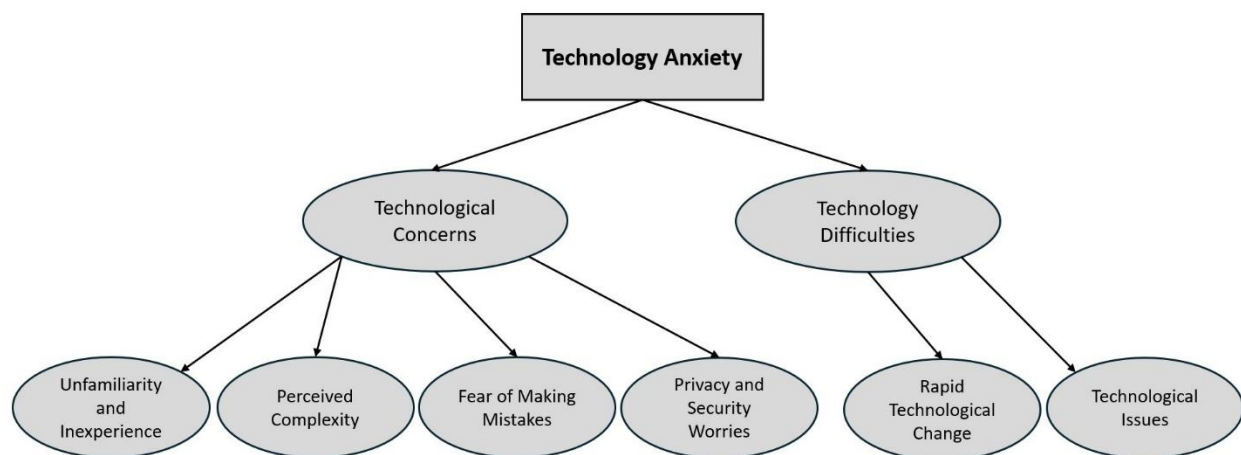 Technology Anxiety
Technological
Concerns
Technology
Difficulties
Unfamiliarity
and
Inexperience
Perceived
Complexity
Fear of Making
Mistakes
Privacy and
Security
Worries
Rapid
Technological
Change
Technological
Issues